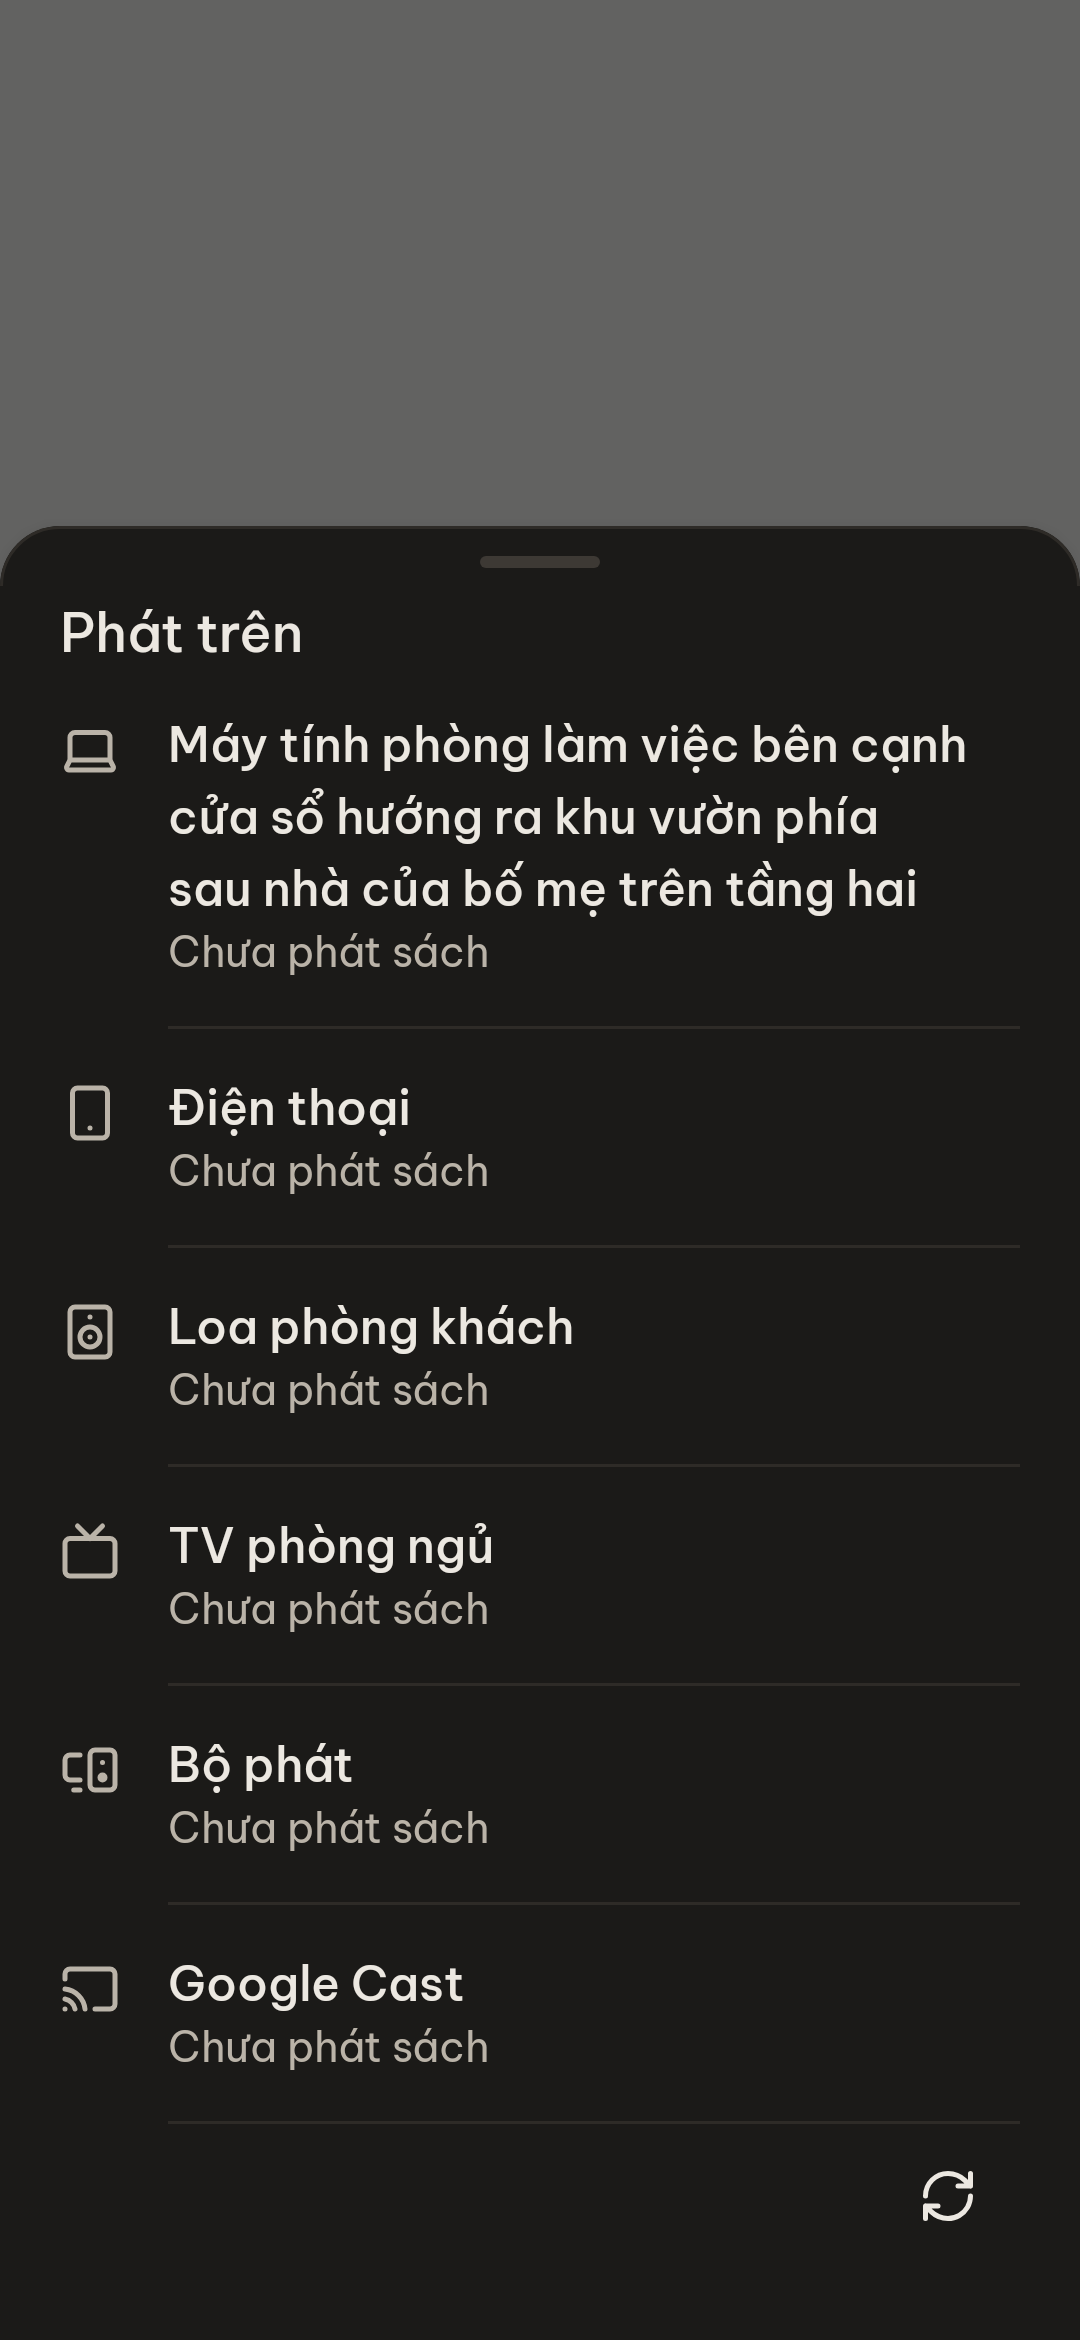 Phát trên
Máy tính phòng làm việc bên cạnh
cửa sổ hướng ra khu vườn phía
sau nhà của bố mẹ trên tầng hai
Chưa phát sách
Điện thoại
Chưa phát sách
Loa phòng khách
Chưa phát sách
TV phòng ngủ
Chưa phát sách
Bộ phát
Chưa phát sách
Google Cast
Chưa phát sách